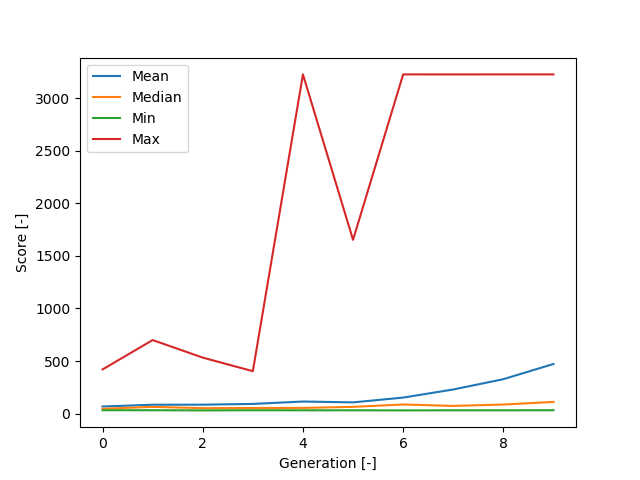 Mean
Median
Min
Max
3000
2500
2000
1500
1000
500
0
Score [-]
0 2 4 6 8
Generation [-]